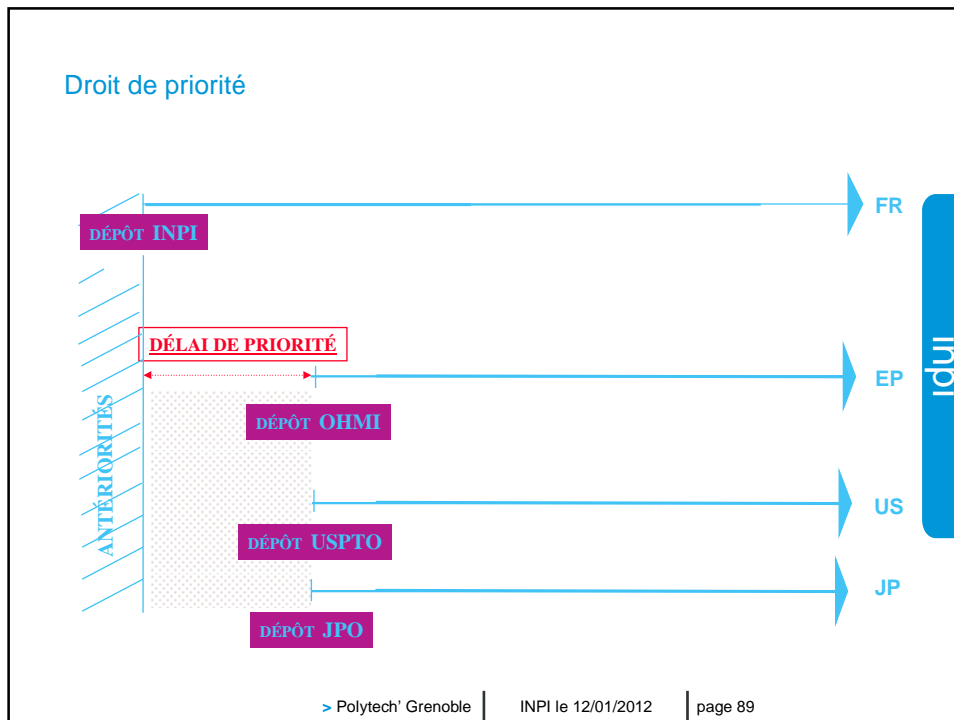 Droit de priorité
FR
DÉPÔT INPI
DÉLAI DE PRIORITÉ
EP
DÉPÔT OHMI
ANTÉRIORITÉS
US
DÉPÔT USPTO
JP
DÉPÔT JPO
inpi
> Polytech' Grenoble | INPI le 12/01/2012 | page 89